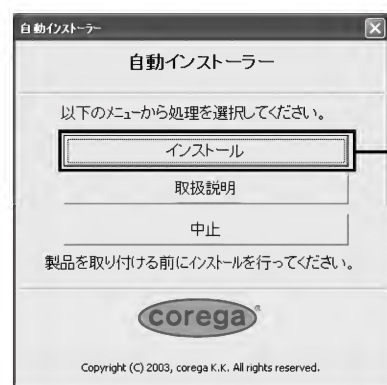 自動インストーラー
自動インストーラー
以下のメニューから処理を選択してください。
インストール
取扱説明
中止
製品を取り付ける前にインストールを行ってください。
corega®
Copyright (C) 2003, corega K.K. All rights reserved.